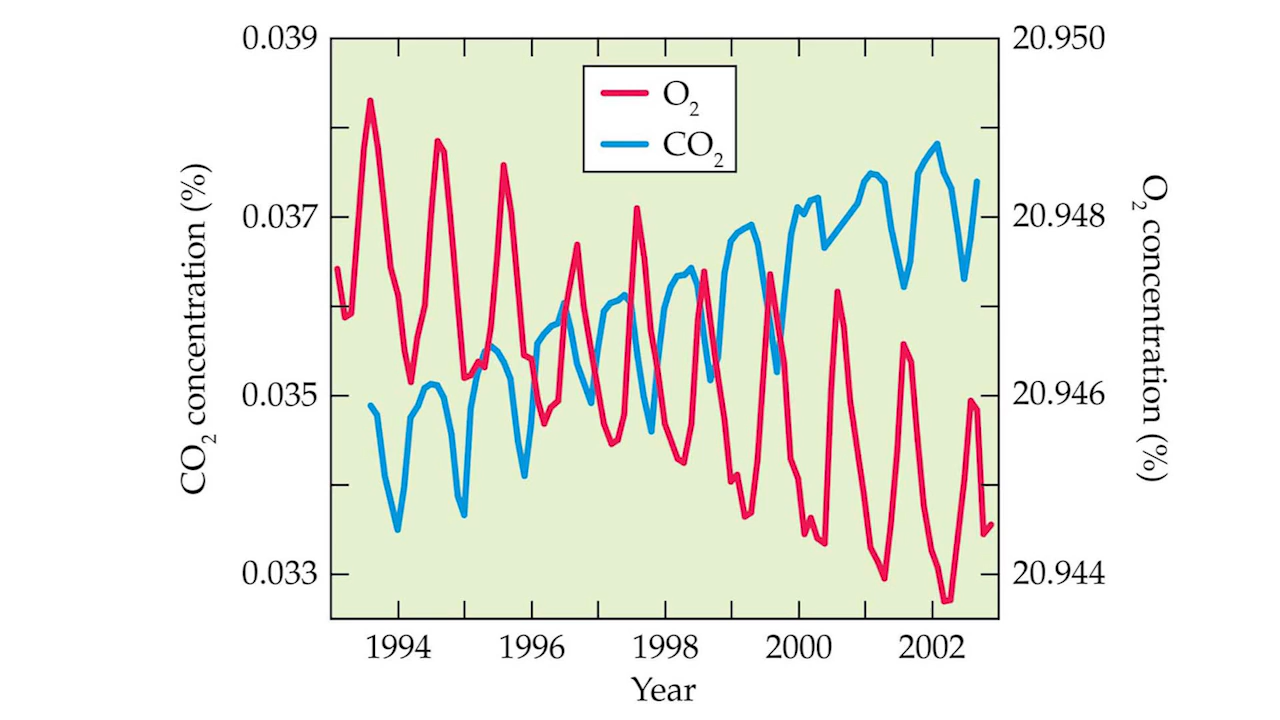 0.039
0.037
0.035
0.033
CO₂ concentration (%)
O₂
CO₂
20.950
20.948
20.946
20.944
O₂ concentration (%)
1994 1996 1998 2000 2002
Year